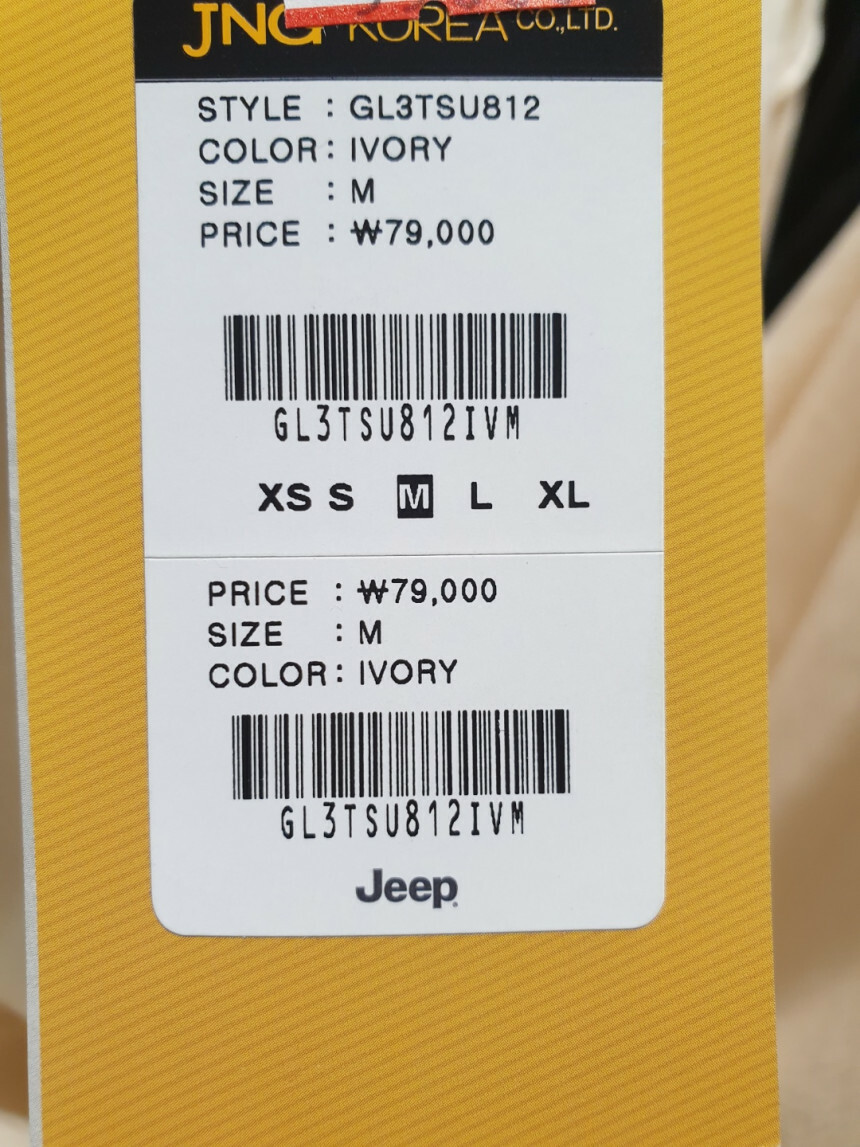 JNG KOREA CO.,LTD.
STYLE : GL3TSU812
COLOR : IVORY
SIZE : M
PRICE : ₩79,000
GL3TSU812IVM
XS S M L XL
PRICE : ₩79,000
SIZE : M
COLOR : IVORY
GL3TSU812IVM
Jeep